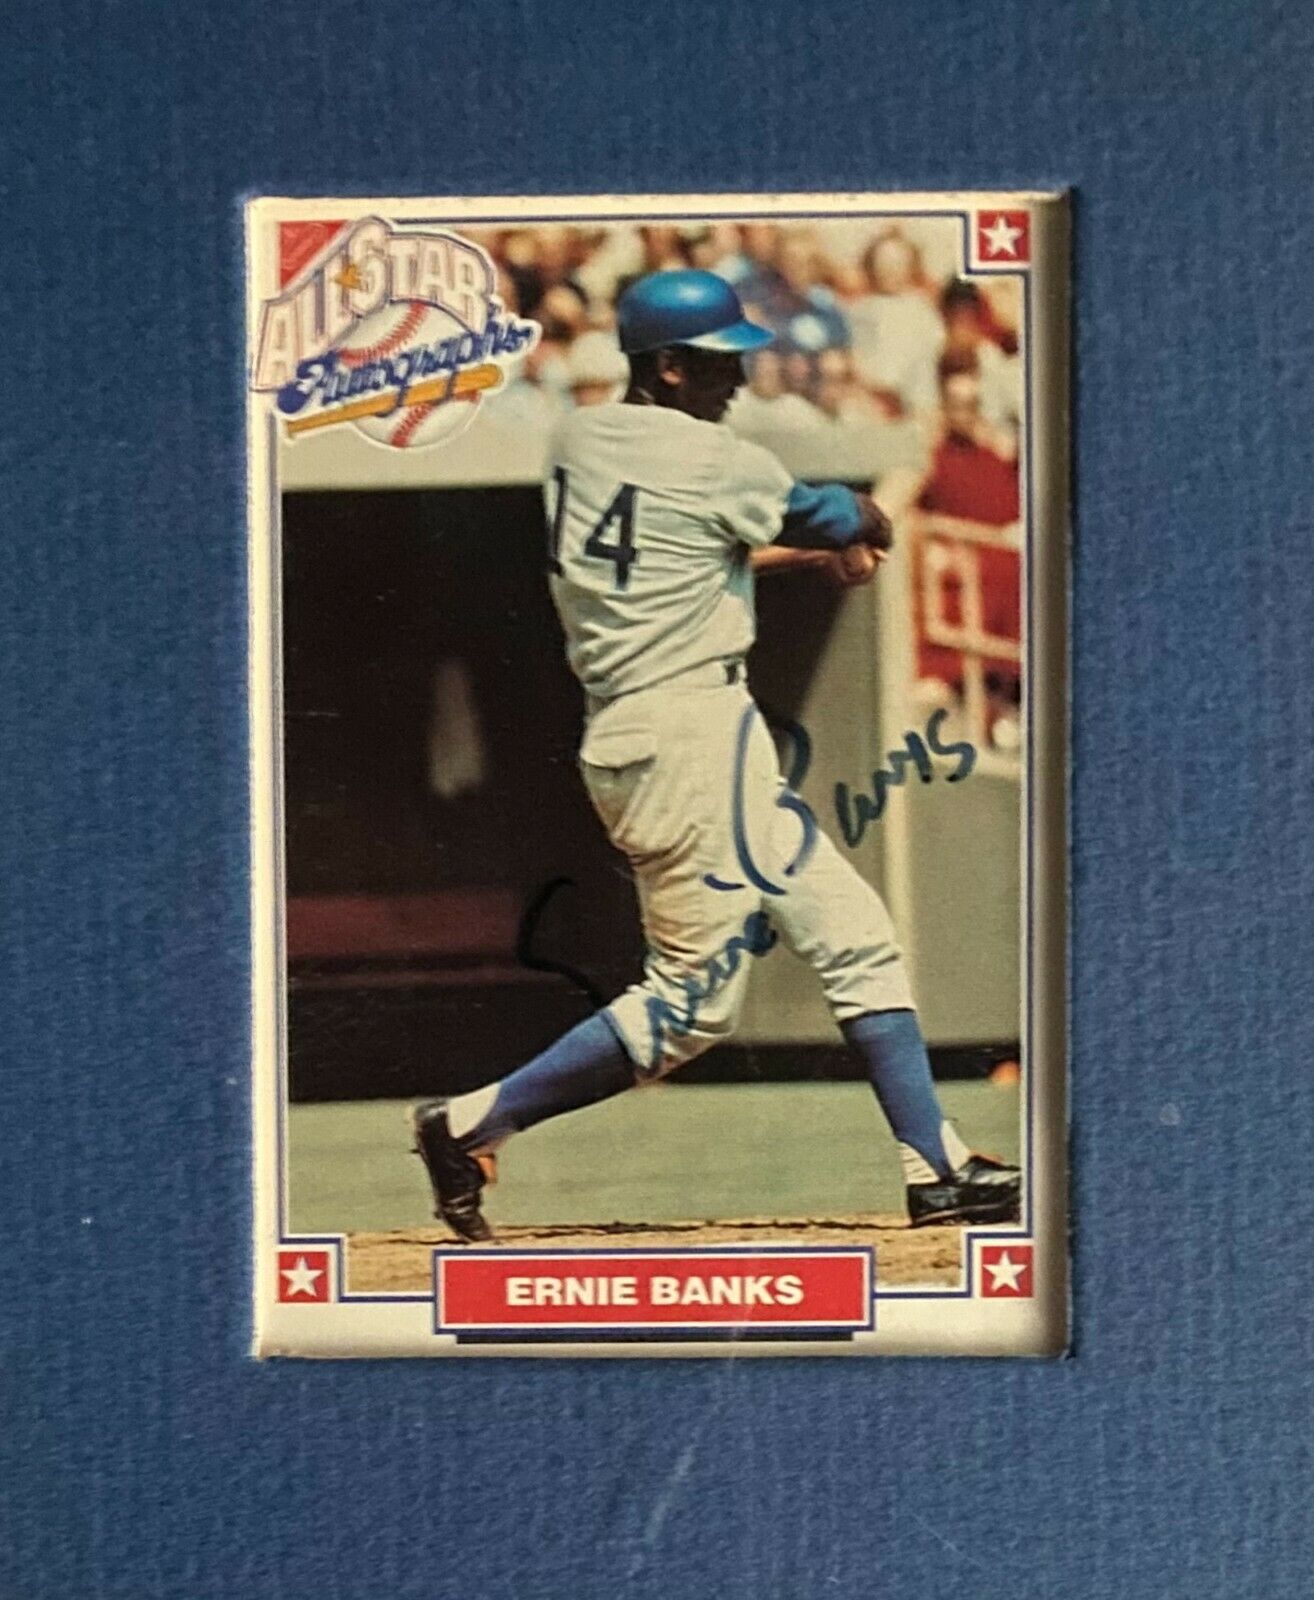 ALL STAR
Autographs
14
Ernie Banks
ERNIE BANKS